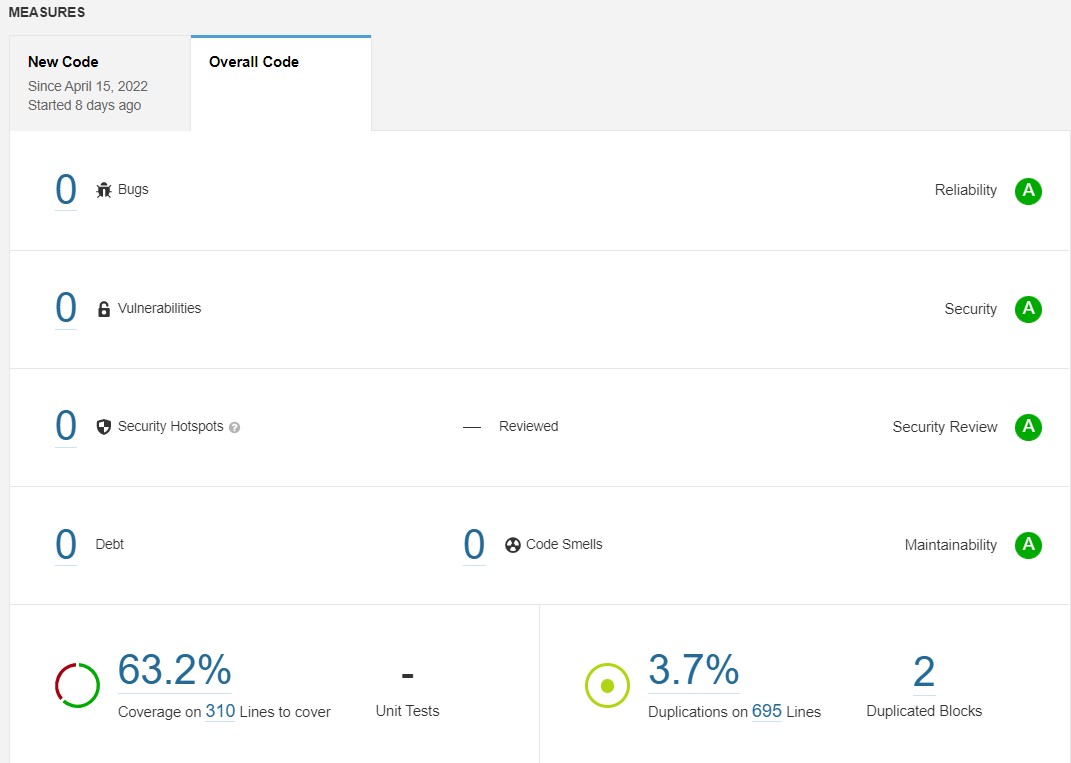 MEASURES
New Code
Since April 15, 2022
Started 8 days ago
Overall Code
0 Bugs
Reliability A
0 Vulnerabilities
Security A
0 Security Hotspots ?
— Reviewed
Security Review A
0 Debt
0 Code Smells
Maintainability A
63.2%
Coverage on 310 Lines to cover
-
Unit Tests
3.7%
Duplications on 695 Lines
2
Duplicated Blocks